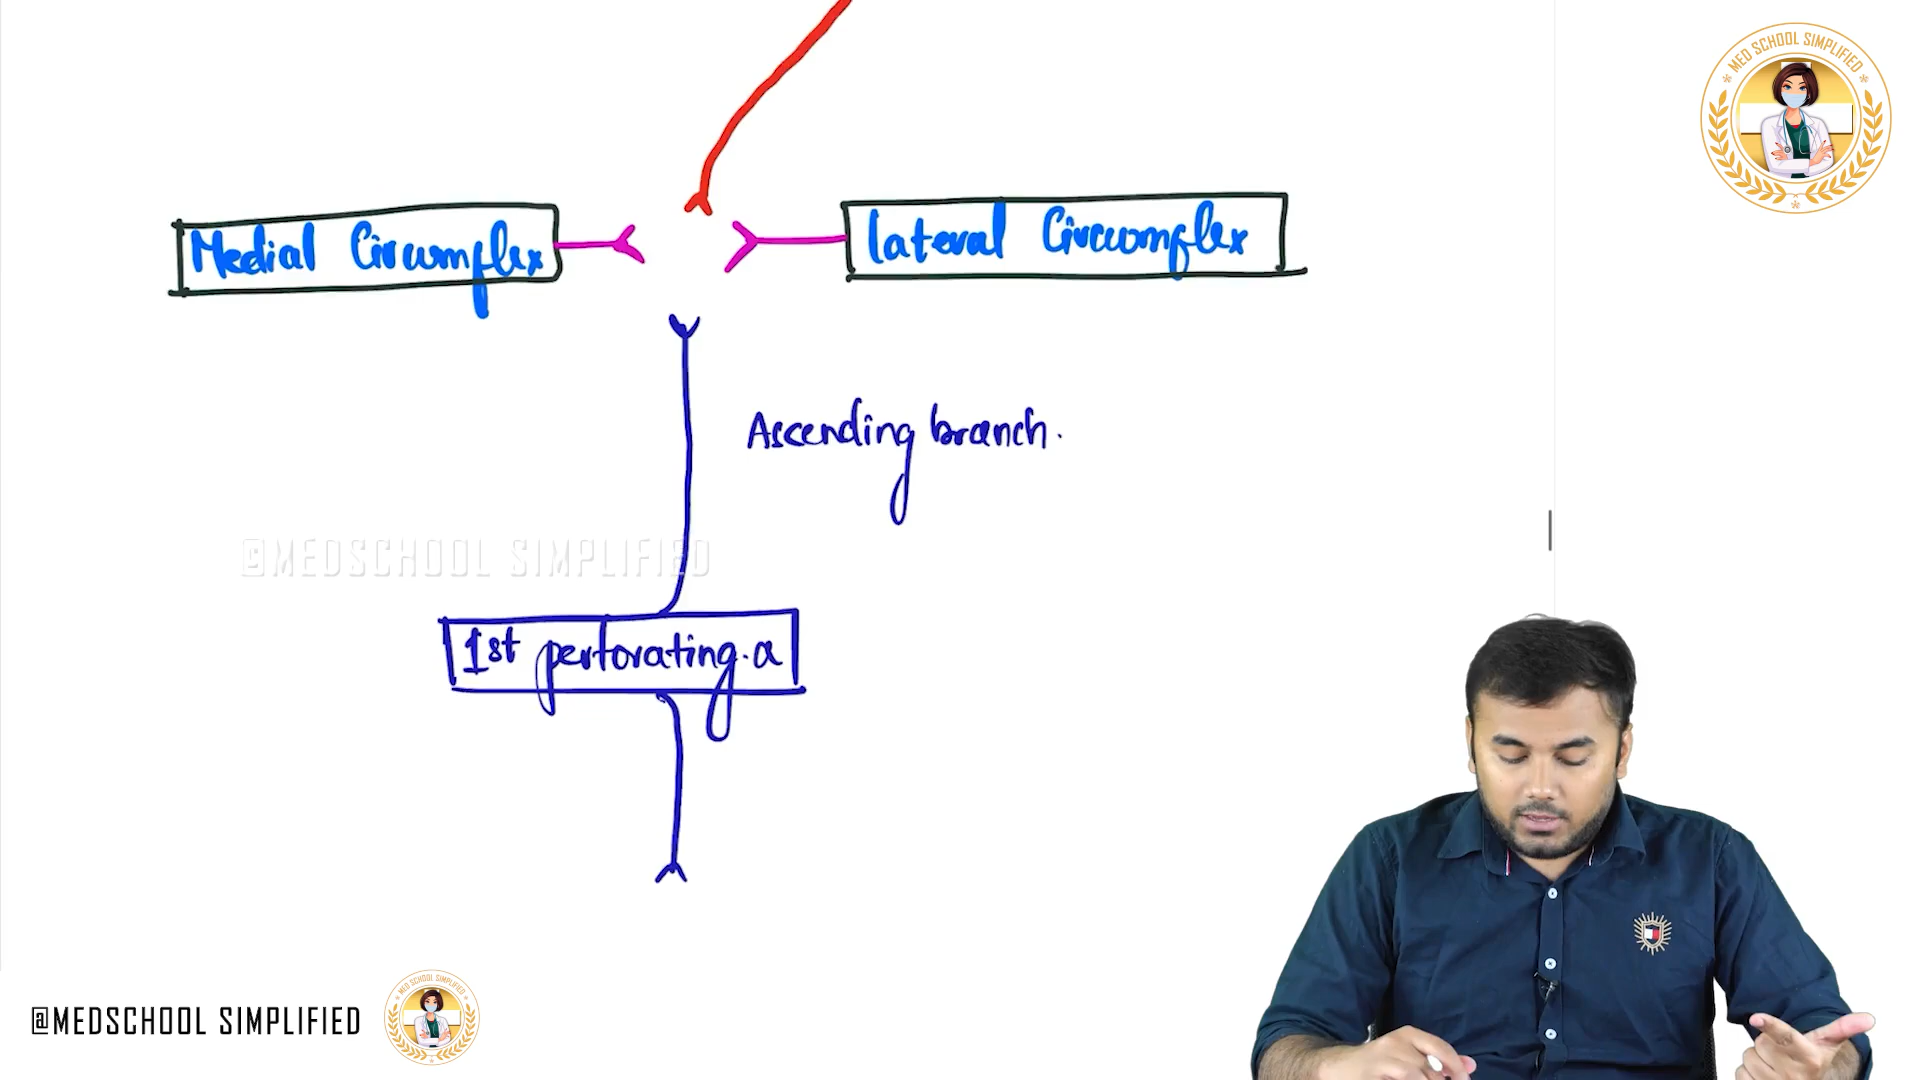 MED SCHOOL SIMPLIFIED
Medial Circumflex
lateral Circumflex
Ascending branch.
@MEDSCHOOL SIMPLIFIED
1st perforating.a
@MEDSCHOOL SIMPLIFIED
MED SCHOOL SIMPLIFIED